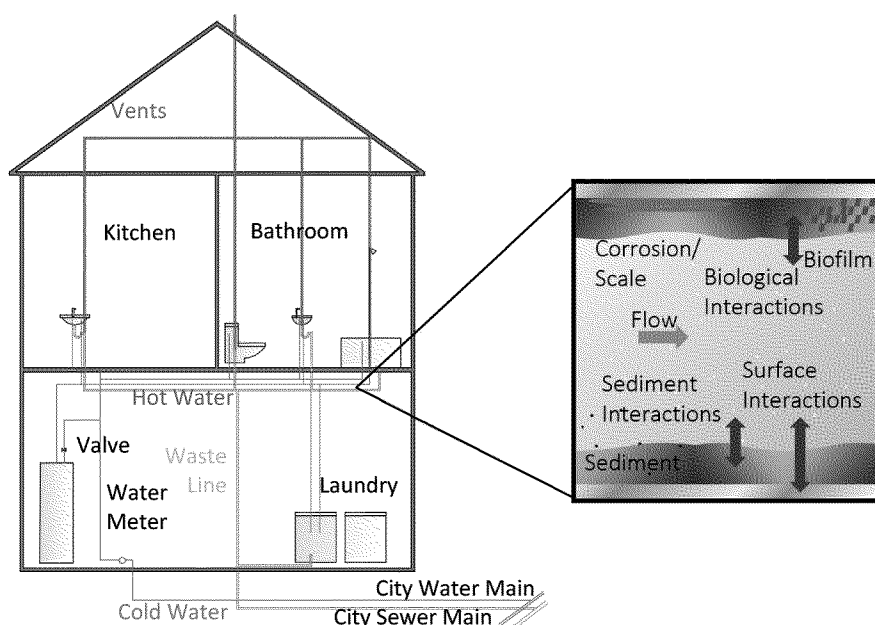 Vents
Kitchen
Bathroom
Hot Water
Valve
Waste
Line
Water
Meter
Laundry
City Water Main
Cold Water
City Sewer Main
Corrosion/
Scale
Biofilm
Biological
Interactions
Flow
Sediment
Interactions
Surface
Interactions
Sediment